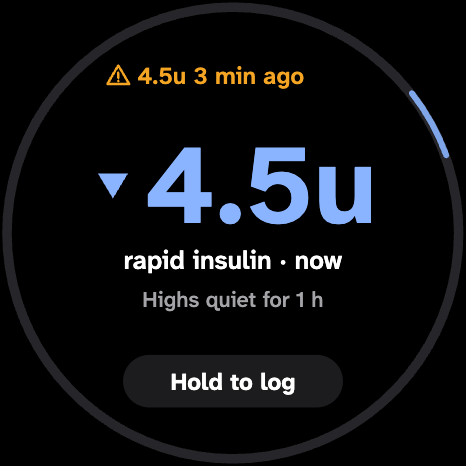 4.5u 3 min ago
4.5u
rapid insulin · now
Highs quiet for 1 h
Hold to log